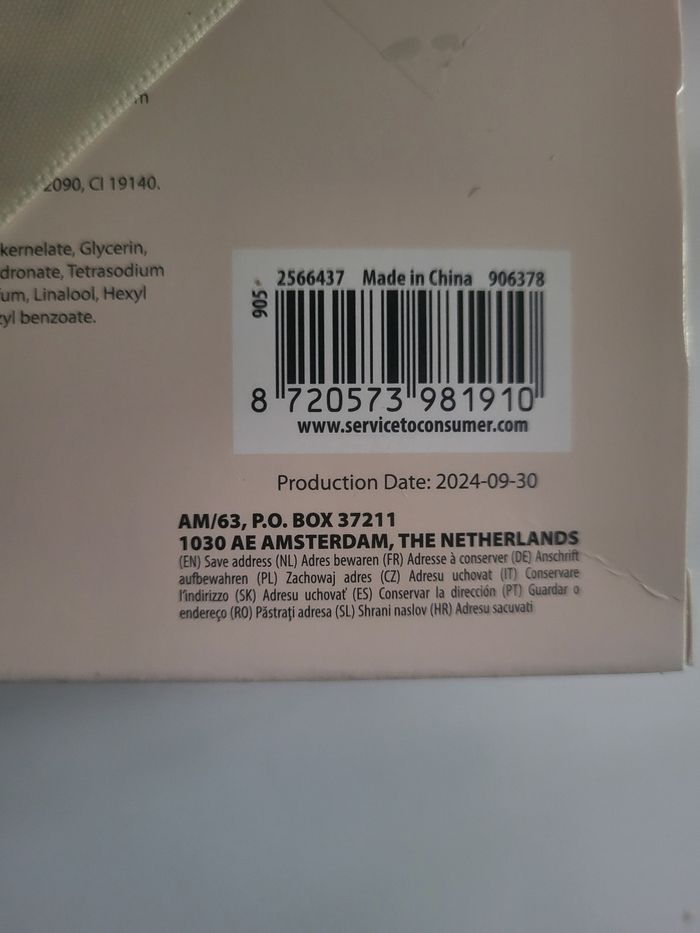 2090, CI 19140.
kernelate, Glycerin,
dronate, Tetrasodium
um, Linalool, Hexyl
zyl benzoate.
2566437 Made in China 906378
905
8 720573 981910
www.servicetoconsumer.com
Production Date: 2024-09-30
AM/63, P.O. BOX 37211
1030 AE AMSTERDAM, THE NETHERLANDS
(EN) Save address (NL) Adres bewaren (FR) Adresse à conserver (DE) Anschrift
aufbewahren (PL) Zachowaj adres (CZ) Adresu uchovat (IT) Conservare
l'indirizzo (SK) Adresu uchovať (ES) Conservar la dirección (PT) Guardar o
endereço (RO) Păstrați adresa (SL) Shrani naslov (HR) Adresu sacuvati